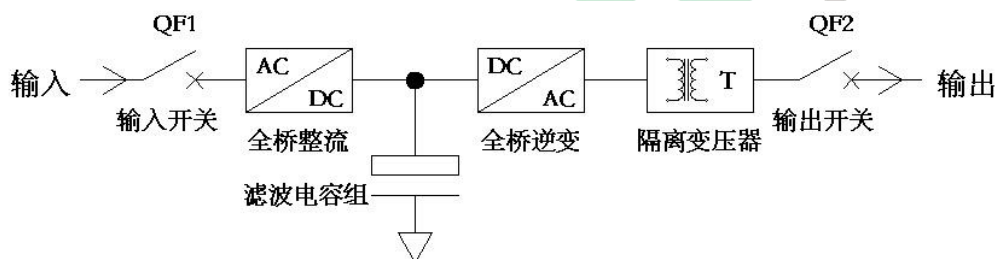 QF1
QF2
输入
AC
DC
DC
AC
T
输出
输入开关
全桥整流
全桥逆变
隔离变压器
输出开关
滤波电容组